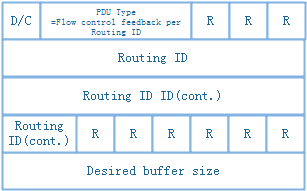 D/C PDU Type =Flow control feedback per Routing ID R R R
Routing ID
Routing ID ID(cont.)
Routing ID(cont.) R R R R R R
Desired buffer size